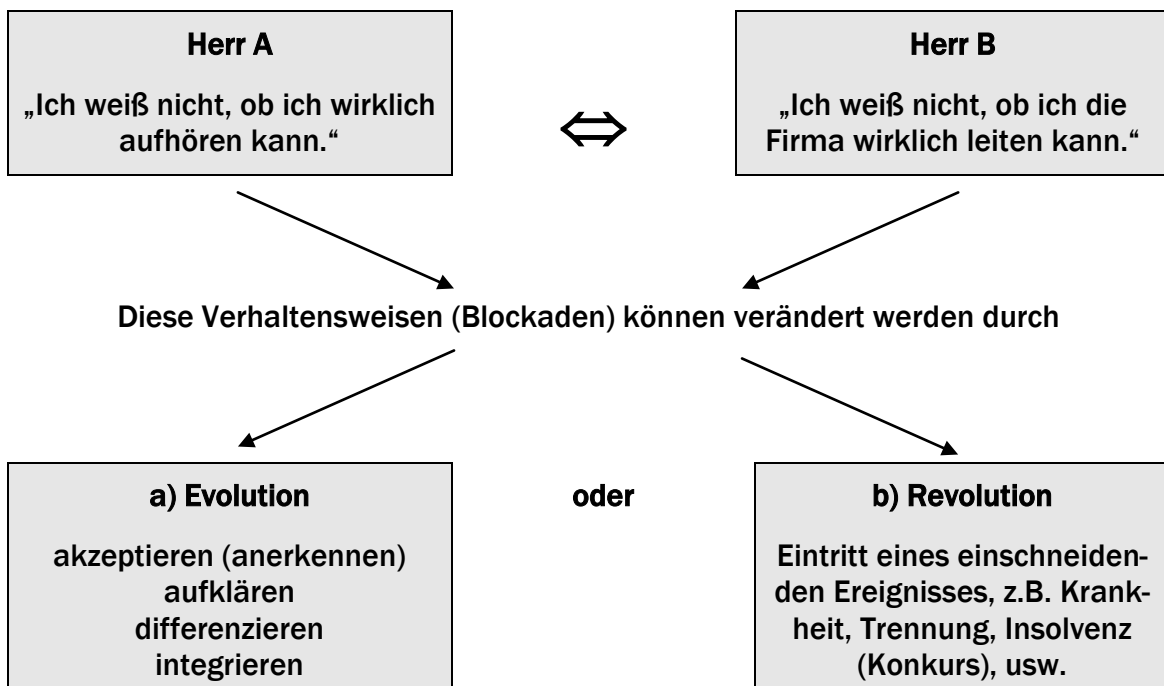 Herr A
„Ich weiß nicht, ob ich wirklich
aufhören kann.“
Herr B
„Ich weiß nicht, ob ich die
Firma wirklich leiten kann.“
Diese Verhaltensweisen (Blockaden) können verändert werden durch
a) Evolution
akzeptieren (anerkennen)
aufklären
differenzieren
integrieren
oder
b) Revolution
Eintritt eines einschneiden-
den Ereignisses, z.B. Krank-
heit, Trennung, Insolvenz
(Konkurs), usw.